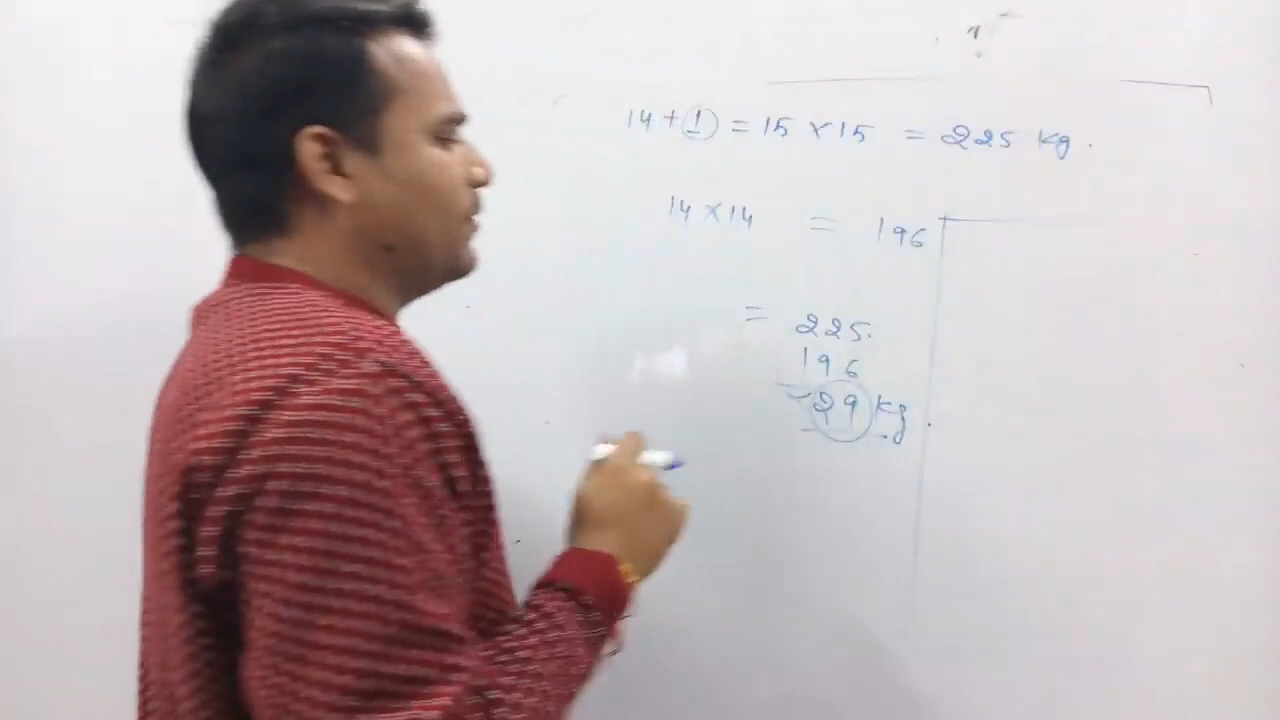 14 + 1 = 15 × 15 = 225 Kg.
14 × 14 = 196
= 225.
196
29 Kg.